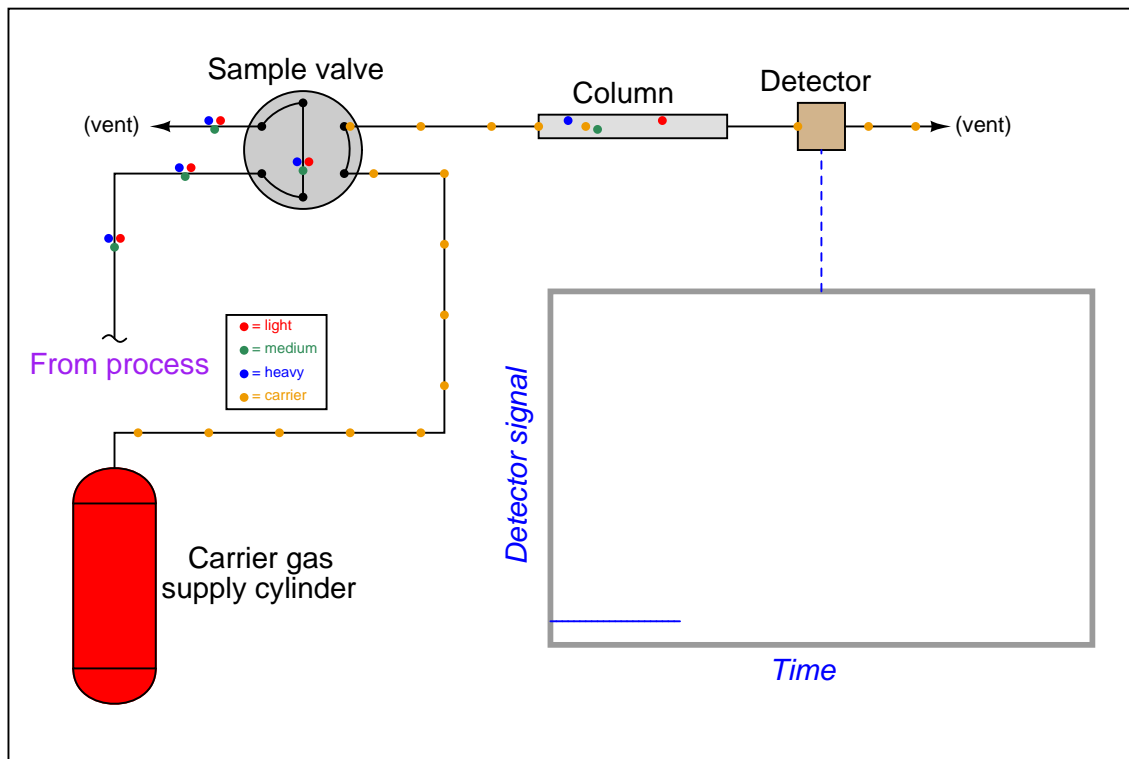 Sample valve
Column
Detector
(vent)
(vent)
= light
= medium
= heavy
= carrier
From process
Detector signal
Carrier gas
supply cylinder
Time